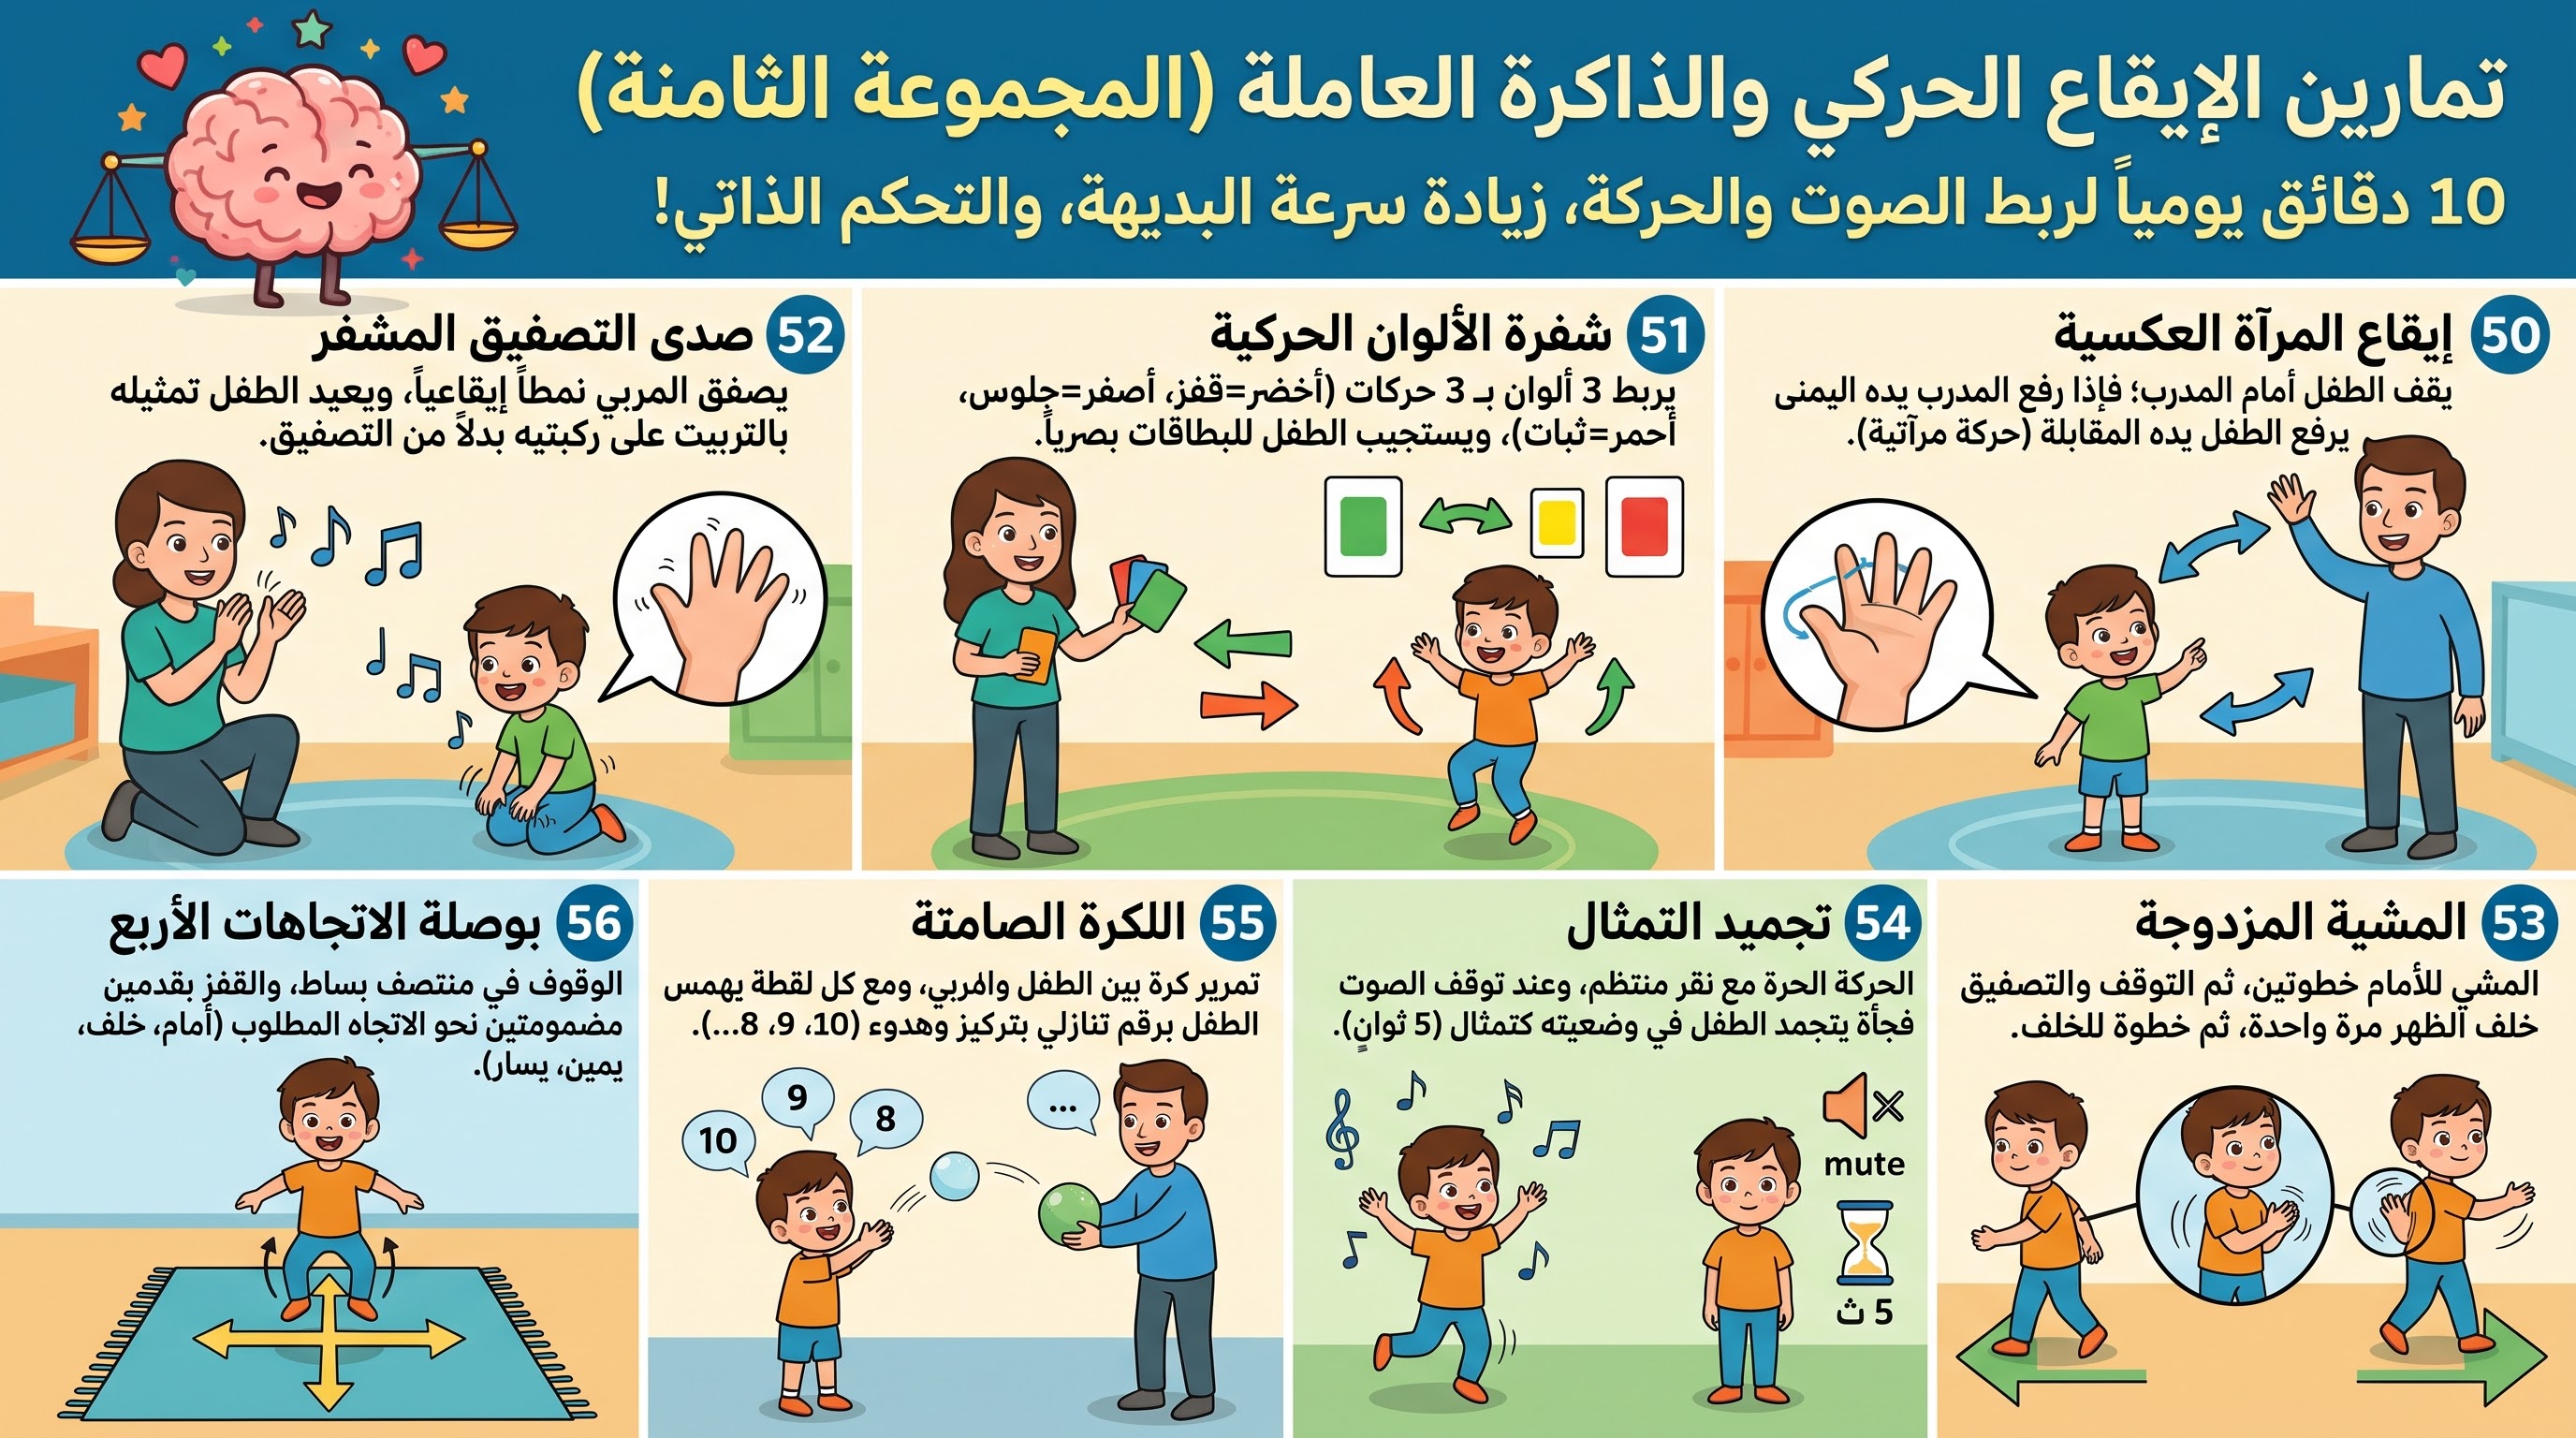 تمارين الإيقاع الحركي والذاكرة العاملة (المجموعة الثامنة)
10 دقائق يومياً لربط الصوت والحركة، زيادة سرعة البديهة، والتحكم الذاتي!
50 إيقاع المرآة العكسية
يقف الطفل أمام المدرب؛ فإذا رفع المدرب يده اليمنى
يرفع الطفل يده المقابلة (حركة مرآتية).
51 شفرة الألوان الحركية
يربط 3 ألوان بـ 3 حركات (أخضر=قفز، أصفر=جلوس،
أحمر=ثبات)، ويستجيب الطفل للبطاقات بصرياً.
52 صدى التصفيق المشفر
يصفق المربي نمطاً إيقاعياً، ويعيد الطفل تمثيله
بالتربيت على ركبتيه بدلاً من التصفيق.
53 المشية المزدوجة
المشي للأمام خطوتين، ثم التوقف والتصفيق
خلف الظهر مرة واحدة، ثم خطوة للخلف.
54 تجميد التمثال
الحركة الحرة مع نقر منتظم، وعند توقف الصوت
فجأة يتجمد الطفل في وضعيته كتمثال (5 ثوانٍ).
mute
5 ث
55 اللكرة الصامتة
تمرير كرة بين الطفل والمربي، ومع كل لقطة يهمس
الطفل برقم تنازلي بتركيز وهدوء (10، 9، 8...).
10
9
8
...
56 بوصلة الاتجاهات الأربع
الوقوف في منتصف بساط، والقفز بقدمين
مضمومتين نحو الاتجاه المطلوب (أمام، خلف،
يمين، يسار).